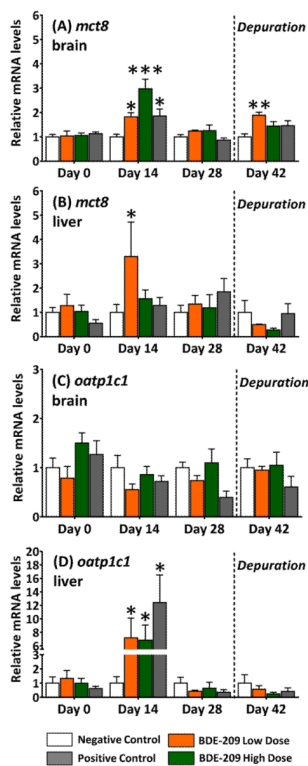 (A) mct8
brain
Depuration
Relative mRNA levels
6
5
4
3
2
1
0
***
*
*
**
Day 0 Day 14 Day 28 Day 42
(B) mct8
liver
Depuration
Relative mRNA levels
6
5
4
3
2
1
0
*
Day 0 Day 14 Day 28 Day 42
(C) oatp1c1
brain
Depuration
Relative mRNA levels
3
2
1
0
Day 0 Day 14 Day 28 Day 42
(D) oatp1c1
liver
Depuration
Relative mRNA levels
20
18
16
14
12
10
8
6
2
1
0
*
*
*
Day 0 Day 14 Day 28 Day 42
Negative Control BDE-209 Low Dose
Positive Control BDE-209 High Dose